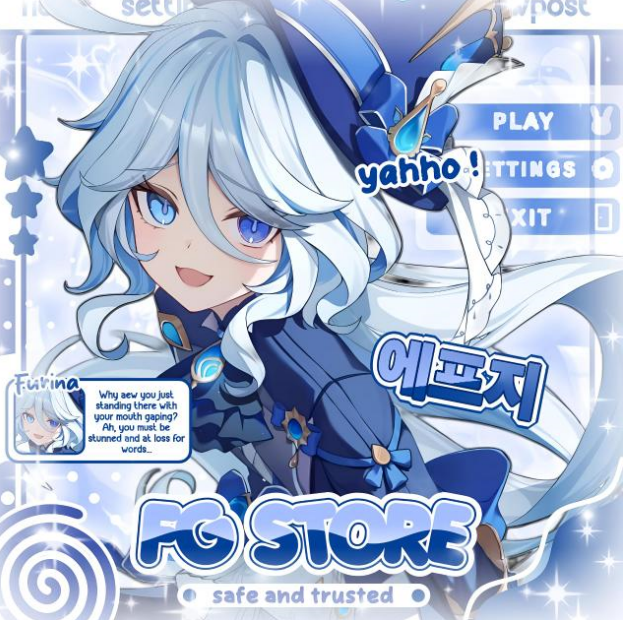 PLAY
yahho !
ETTINGS
XIT
에프지
Furina
Why aew you just
standing there with
your mouth gaping?
Ah, you must be
stunned and at loss for
words...
FG STORE
safe and trusted